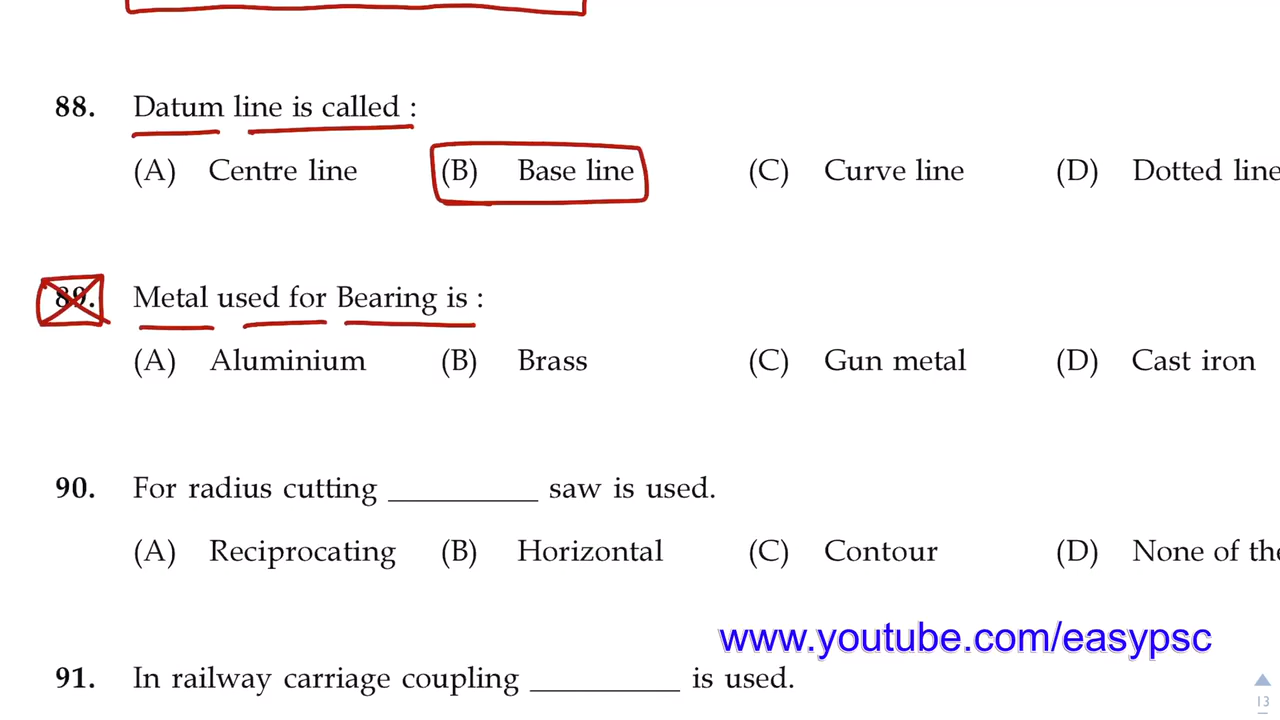 88. Datum line is called :
(A) Centre line (B) Base line (C) Curve line (D) Dotted line
89. Metal used for Bearing is :
(A) Aluminium (B) Brass (C) Gun metal (D) Cast iron
90. For radius cutting __________ saw is used.
(A) Reciprocating (B) Horizontal (C) Contour (D) None of the
www.youtube.com/easypsc
91. In railway carriage coupling __________ is used.
13